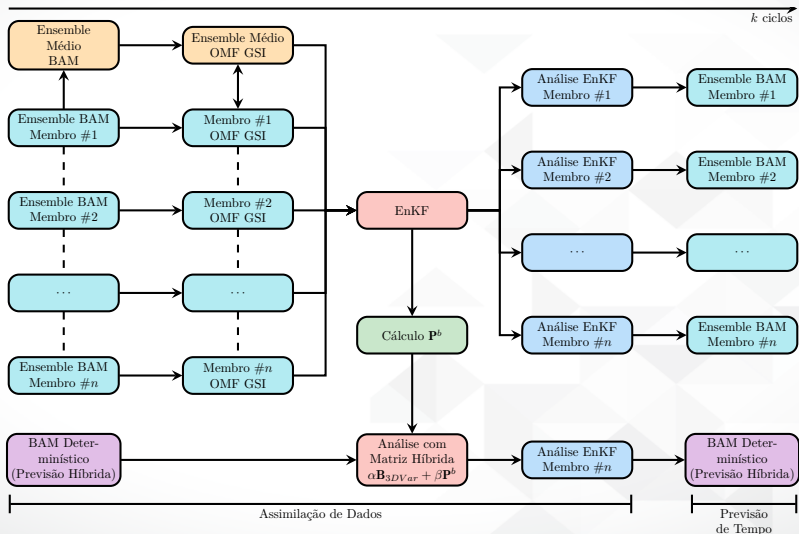 k ciclos
Ensemble
Médio
BAM
Ensemble Médio
OMF GSI
Emsemble BAM
Membro #1
Membro #1
OMF GSI
Análise EnKF
Membro #1
Ensemble BAM
Membro #1
Ensemble BAM
Membro #2
Membro #2
OMF GSI
EnKF
Análise EnKF
Membro #2
Ensemble BAM
Membro #2
...
...
...
...
Cálculo P^b
Análise EnKF
Membro #n
Ensemble BAM
Membro #n
Ensemble BAM
Membro #n
Membro #n
OMF GSI
BAM Deter-
minístico
(Previsão Híbrida)
Análise com
Matriz Híbrida
αB_3DVar + βP^b
Análise EnKF
Membro #n
BAM Deter-
minístico
(Previsão Híbrida)
Assimilação de Dados
Previsão
de Tempo